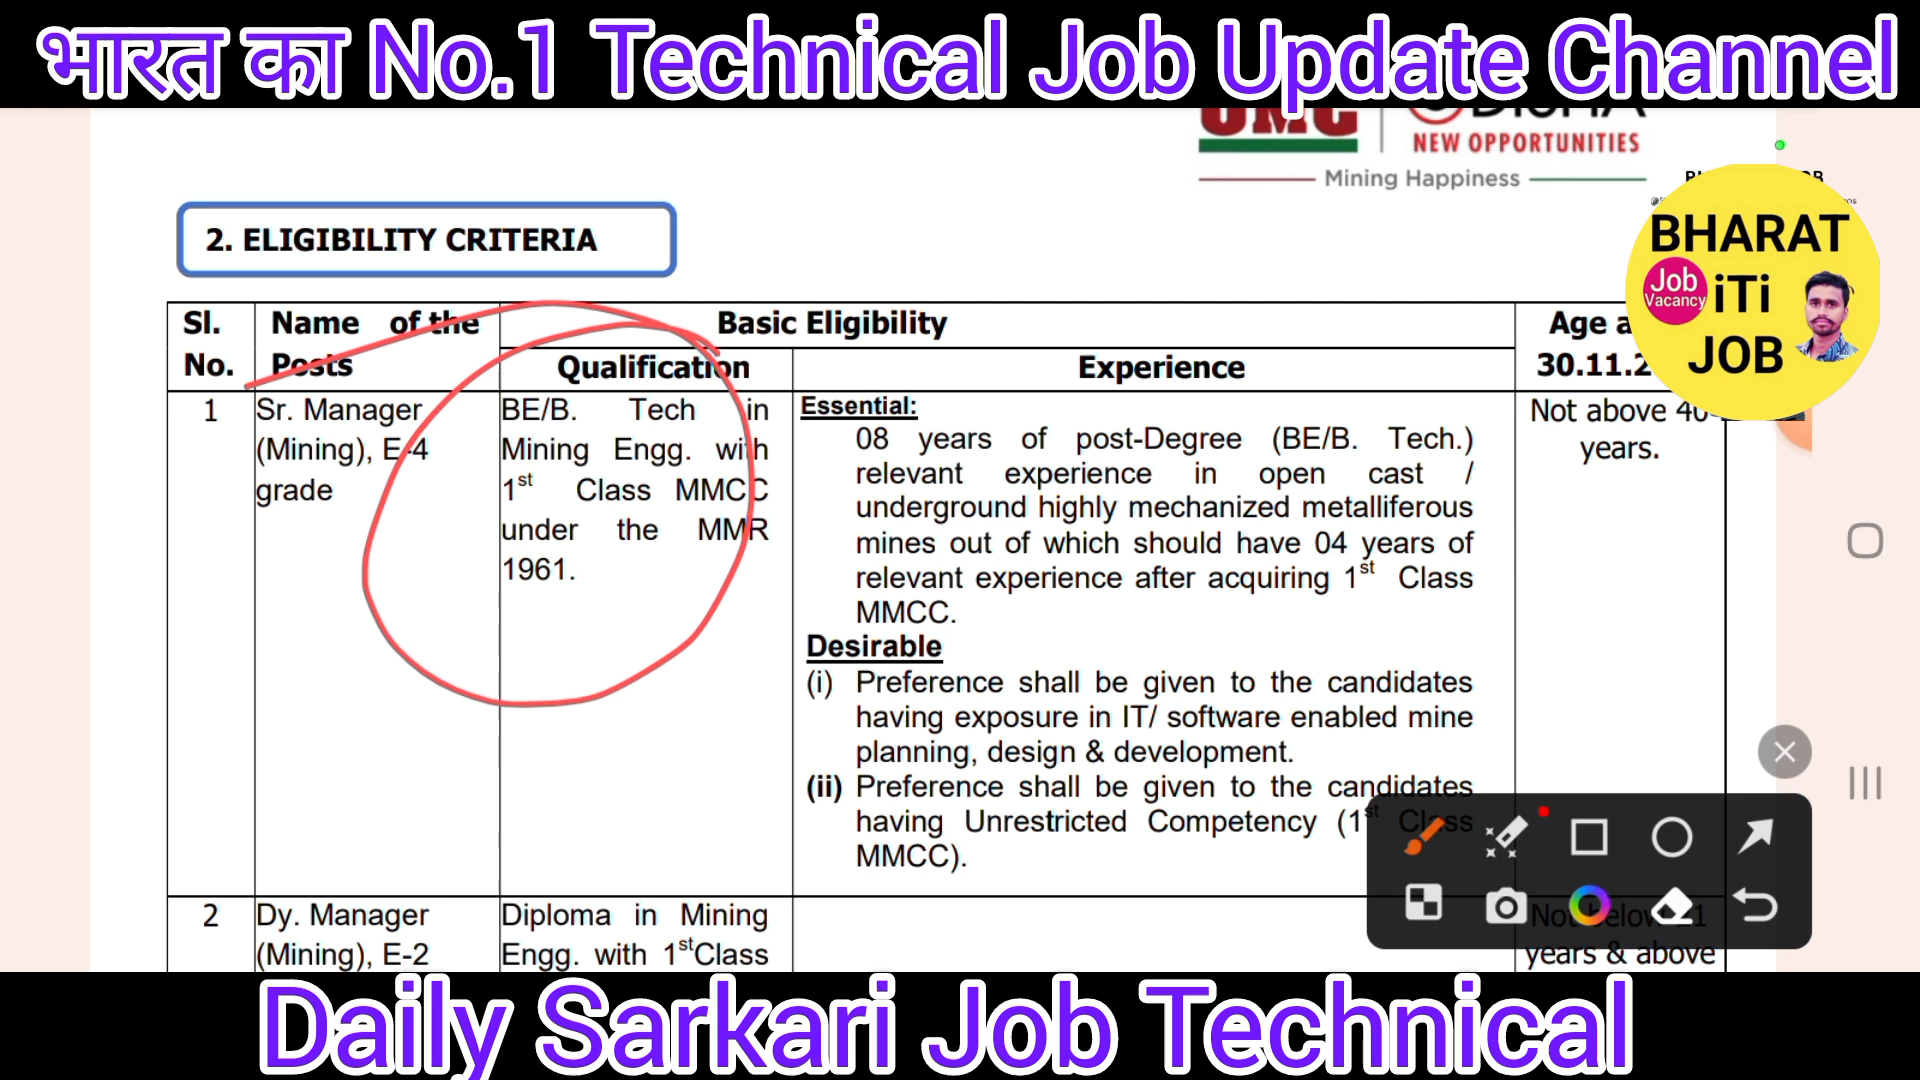 भारत का No.1 Technical Job Update Channel
NEW OPPORTUNITIES
Mining Happiness
BHARAT
Job
Vacancy
iTi
JOB
2. ELIGIBILITY CRITERIA
Sl. No.
Name of the Posts
Basic Eligibility
Qualification
Experience
Age
30.11.2
1
Sr. Manager
(Mining), E-4
grade
BE/B. Tech in
Mining Engg. with
1st Class MMCC
under the MMR
1961.
Essential:
08 years of post-Degree (BE/B. Tech.)
relevant experience in open cast /
underground highly mechanized metalliferous
mines out of which should have 04 years of
relevant experience after acquiring 1st Class
MMCC.
Desirable
(i) Preference shall be given to the candidates
having exposure in IT/ software enabled mine
planning, design & development.
(ii) Preference shall be given to the candidates
having Unrestricted Competency (1st Class
MMCC).
Not above 40
years.
2
Dy. Manager
(Mining), E-2
Diploma in Mining
Engg. with 1stClass
Not below 21
years & above
Daily Sarkari Job Technical